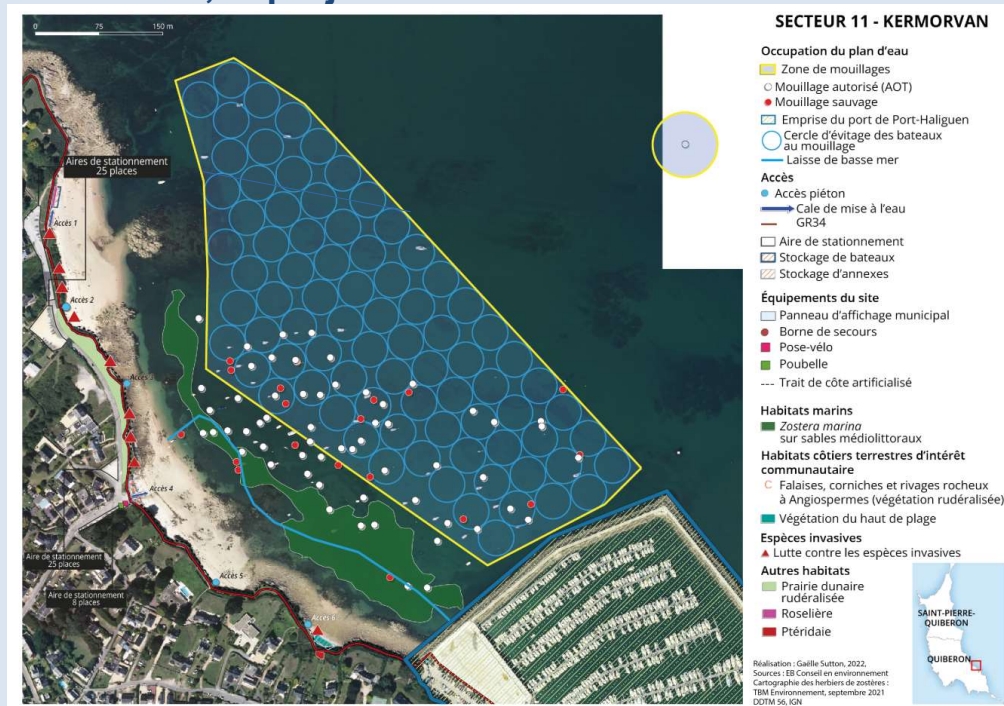 0 75 150 m
Aires de stationnement
25 places
Accès 1
Accès 2
Accès
Accès 4
Accès 5
Accès 6
Aire de stationnement
25 places
Aire de stationnement
8 places
SECTEUR 11 - KERMORVAN
Occupation du plan d'eau
Zone de mouillages
Mouillage autorisé (AOT)
Mouillage sauvage
Emprise du port de Port-Haliguen
Cercle d'évitage des bateaux
au mouillage
Laisse de basse mer
Accès
Accès piéton
Cale de mise à l'eau
GR34
Aire de stationnement
Stockage de bateaux
Stockage d'annexes
Équipements du site
Panneau d'affichage municipal
Borne de secours
Pose-vélo
Poubelle
Trait de côte artificialisé
Habitats marins
Zostera marina
sur sables médiolittoraux
Habitats côtiers terrestres d'intérêt
communautaire
C Falaises, corniches et rivages rocheux
à Angiospermes (végétation rudéralisée)
Végétation du haut de plage
Espèces invasives
Lutte contre les espèces invasives
Autres habitats
Prairie dunaire
rudéralisée
Roselière
Ptéridaie
SAINT-PIERRE-
QUIBERON
QUIBERON
Réalisation : Gaëlle Sutton, 2022,
Sources : EB Conseil en environnement
Cartographie des herbiers de zostères :
TBM Environnement, septembre 2021
DDTM 56, IGN